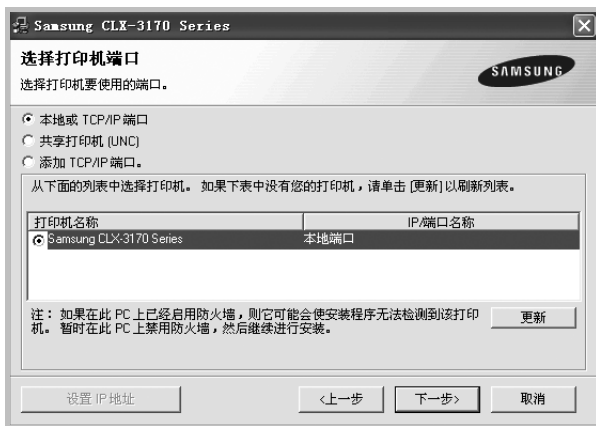 Samsung CLX-3170 Series
选择打印机端口
选择打印机要使用的端口。
SAMSUNG
本地或 TCP/IP 端口
共享打印机 (UNC)
添加 TCP/IP 端口。
从下面的列表中选择打印机。 如果下表中没有您的打印机，请单击 [更新] 以刷新列表。
打印机名称 IP/端口名称
Samsung CLX-3170 Series 本地端口
注： 如果在此 PC 上已经启用防火墙，则它可能会使安装程序无法检测到该打印
机。 暂时在此 PC 上禁用防火墙，然后继续进行安装。
更新
设置 IP 地址 <上一步 下一步> 取消